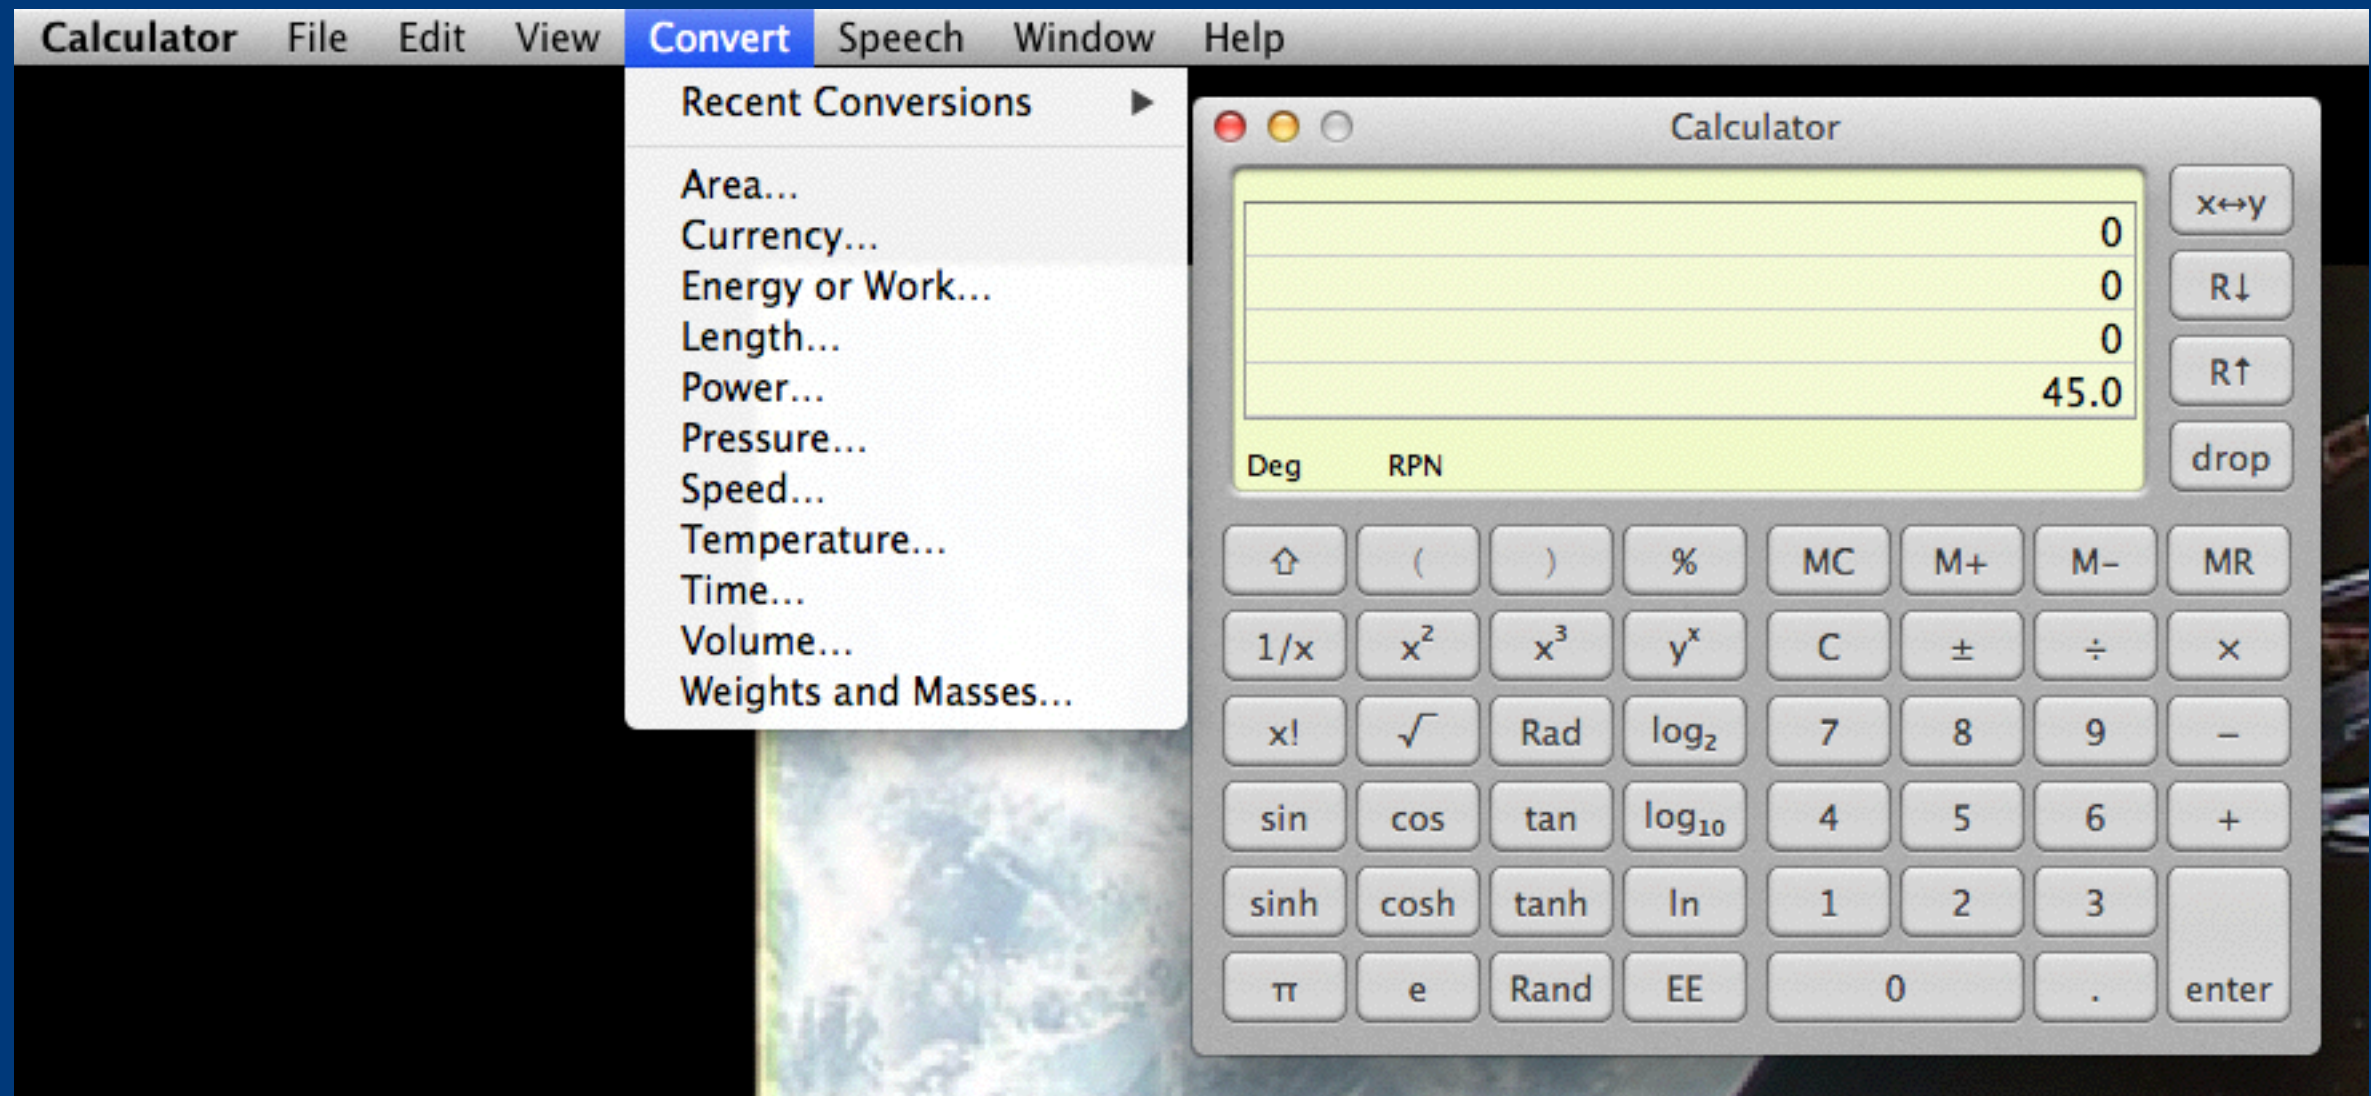 Calculator File Edit View Convert Speech Window Help
Recent Conversions ▶
Area...
Currency...
Energy or Work...
Length...
Power...
Pressure...
Speed...
Temperature...
Time...
Volume...
Weights and Masses...
Calculator
0
0
0
45.0
Deg RPN
x↔y
R↓
R↑
drop
⇧ ( ) % MC M+ M− MR
1/x x² x³ yˣ C ± ÷ ×
x! √ Rad log₂ 7 8 9 −
sin cos tan log₁₀ 4 5 6 +
sinh cosh tanh ln 1 2 3
π e Rand EE 0 . enter